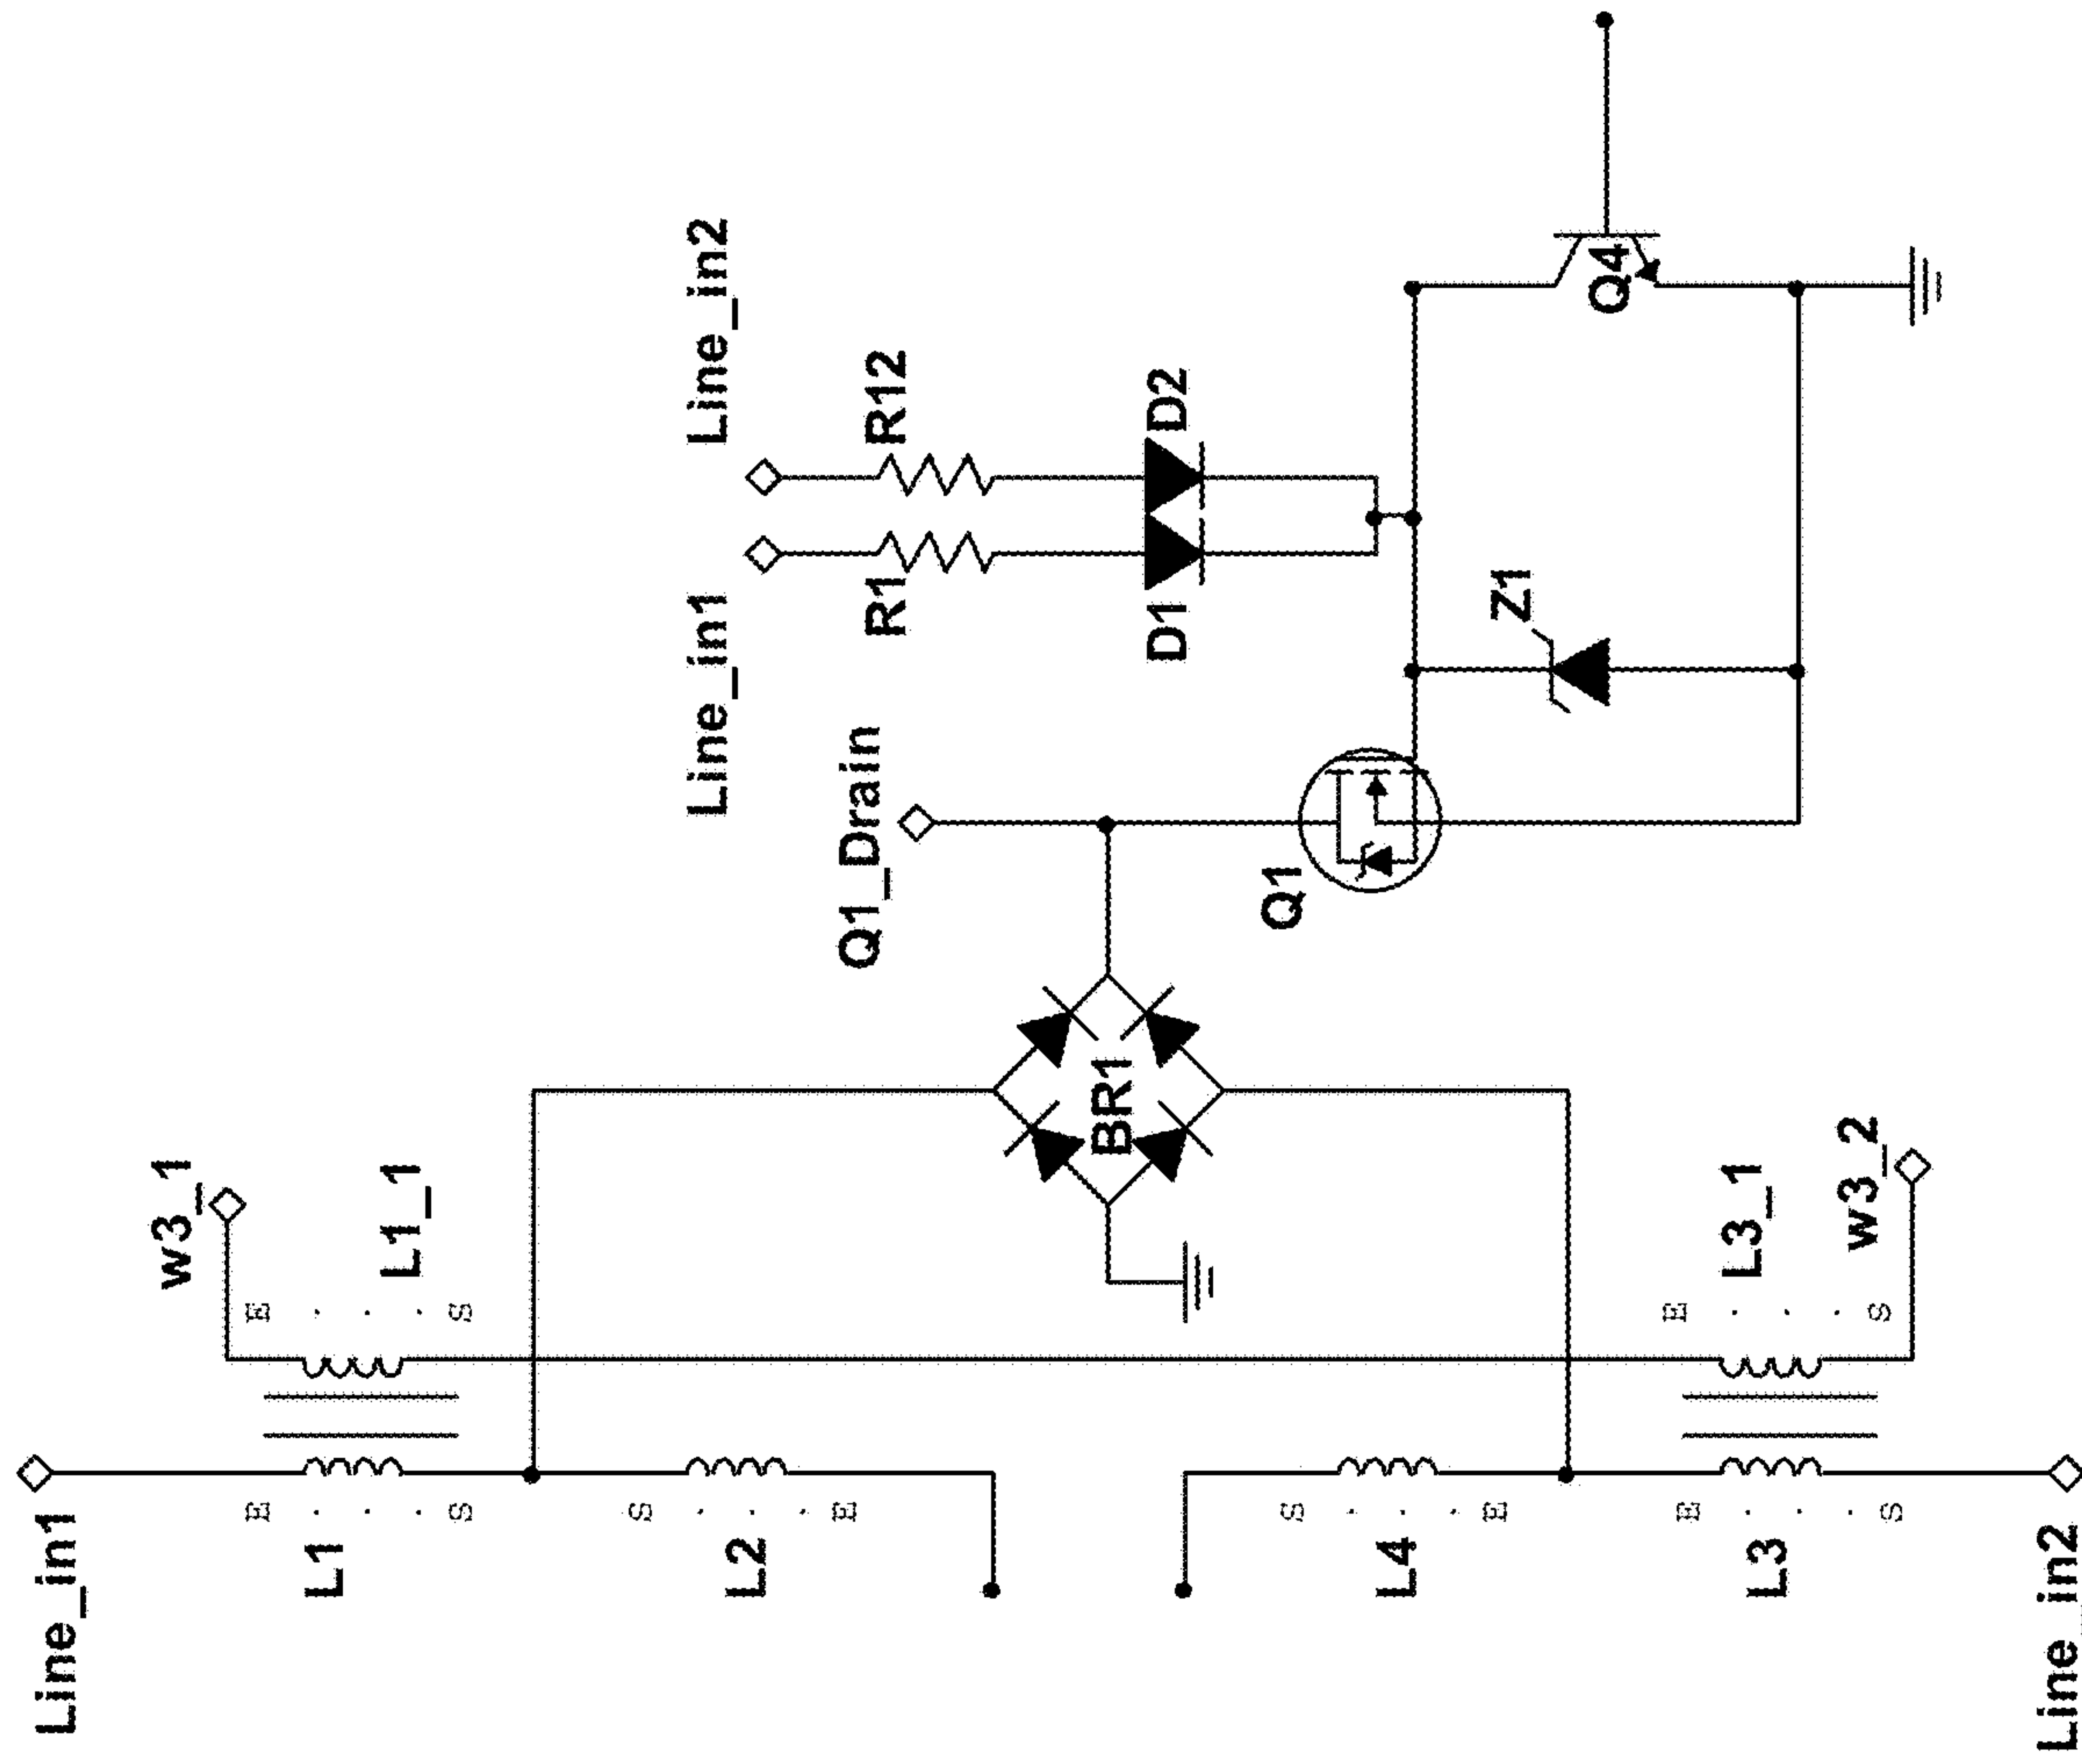 Line_in1
L1
E
S
w3_1
L1_1
E
S
L2
S
E
L4
S
E
L3
E
S
Line_in2
L3_1
E
S
w3_2
BR1
Q1_Drain
Q1
Line_in1
R1
D1
Line_in2
R12
D2
Z1
Q4